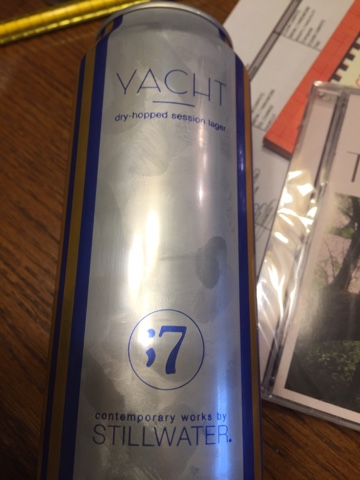 YACHT
dry-hopped session lager
;7
contemporary works by
STILLWATER.